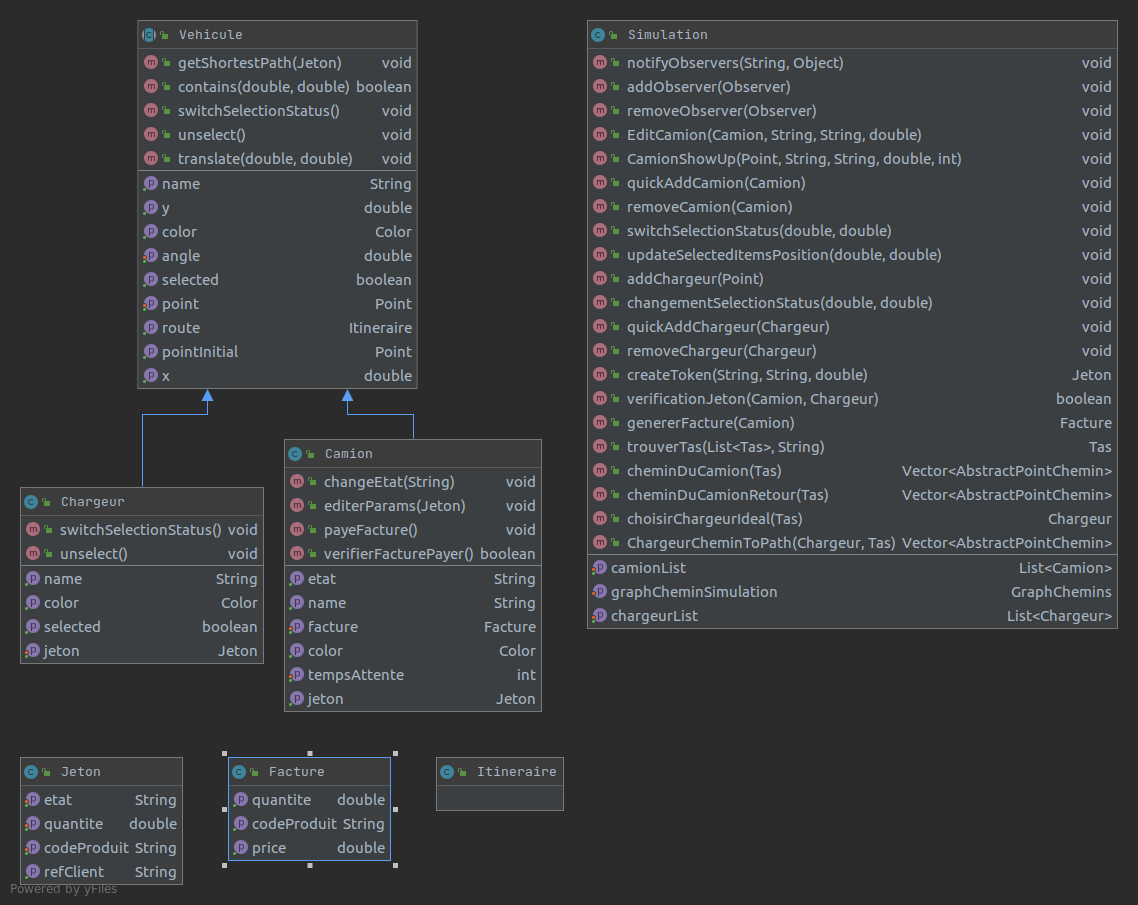 Vehicule
getShortestPath(Jeton) void
contains(double, double) boolean
switchSelectionStatus() void
unselect() void
translate(double, double) void
name String
y double
color Color
angle double
selected boolean
point Point
route Itineraire
pointInitial Point
x double
Simulation
notifyObservers(String, Object) void
addObserver(Observer) void
removeObserver(Observer) void
EditCamion(Camion, String, String, double) void
CamionShowUp(Point, String, String, double, int) void
quickAddCamion(Camion) void
removeCamion(Camion) void
switchSelectionStatus(double, double) void
updateSelectedItemsPosition(double, double) void
addChargeur(Point) void
changementSelectionStatus(double, double) void
quickAddChargeur(Chargeur) void
removeChargeur(Chargeur) void
createToken(String, String, double) Jeton
verificationJeton(Camion, Chargeur) boolean
genererFacture(Camion) Facture
trouverTas(List<Tas>, String) Tas
cheminDuCamion(Tas) Vector<AbstractPointChemin>
cheminDuCamionRetour(Tas) Vector<AbstractPointChemin>
choisirChargeurIdeal(Tas) Chargeur
ChargeurCheminToPath(Chargeur, Tas) Vector<AbstractPointChemin>
camionList List<Camion>
graphCheminSimulation GraphChemins
chargeurList List<Chargeur>
Chargeur
switchSelectionStatus() void
unselect() void
name String
color Color
selected boolean
jeton Jeton
Camion
changeEtat(String) void
editerParams(Jeton) void
payeFacture() void
verifierFacturePayer() boolean
etat String
name String
facture Facture
color Color
tempsAttente int
jeton Jeton
Jeton
etat String
quantite double
codeProduit String
refClient String
Facture
quantite double
codeProduit String
price double
Itineraire
Powered by yFiles